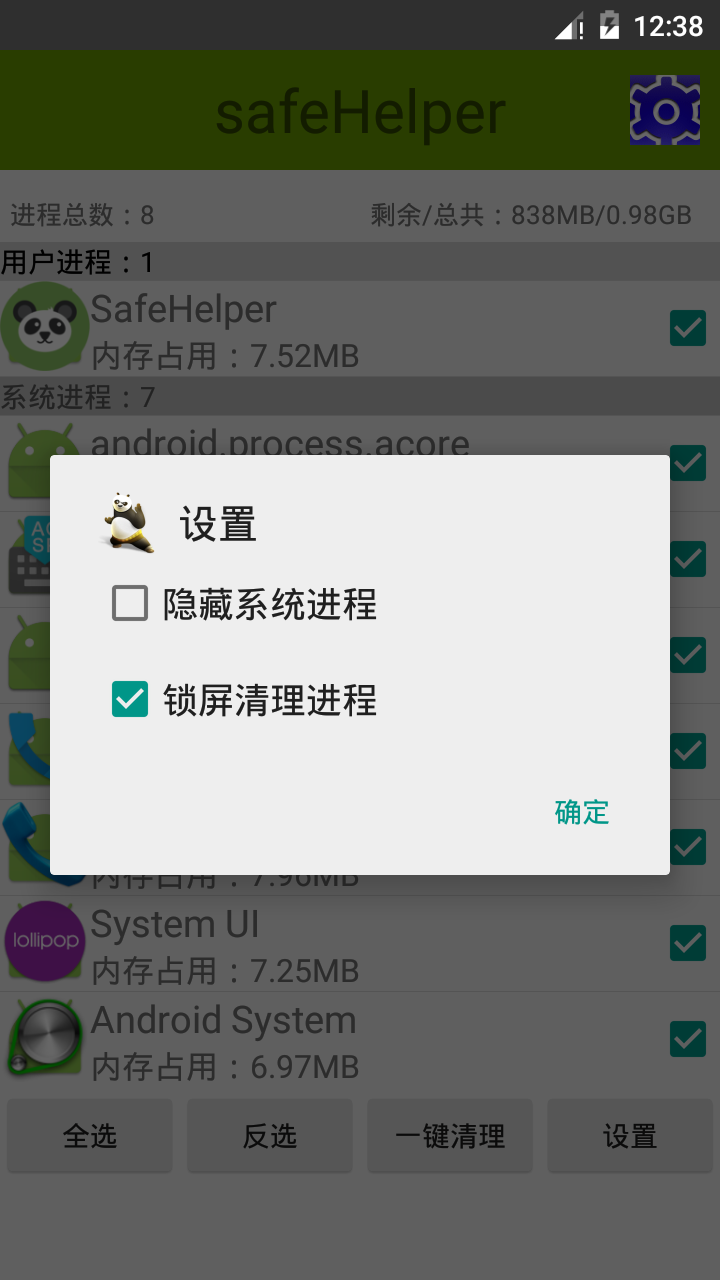 12:38
safeHelper
进程总数：8
剩余/总共：838MB/0.98GB
用户进程：1
SafeHelper
内存占用：7.52MB
系统进程：7
android.process.acore
设置
隐藏系统进程
锁屏清理进程
确定
内存占用：7.96MB
lollipop
System UI
内存占用：7.25MB
Android System
内存占用：6.97MB
全选
反选
一键清理
设置